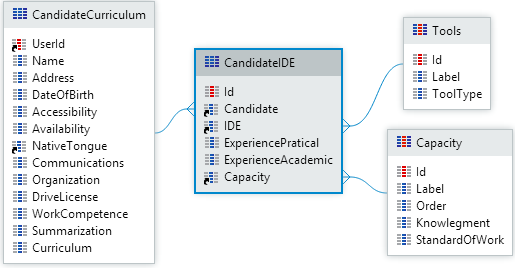 CandidateCurriculum
UserId
Name
Address
DateOfBirth
Accessibility
Availability
NativeTongue
Communications
Organization
DriveLicense
WorkCompetence
Summarization
Curriculum
CandidateIDE
Id
Candidate
IDE
ExperiencePratical
ExperienceAcademic
Capacity
Tools
Id
Label
ToolType
Capacity
Id
Label
Order
Knowlegment
StandardOfWork